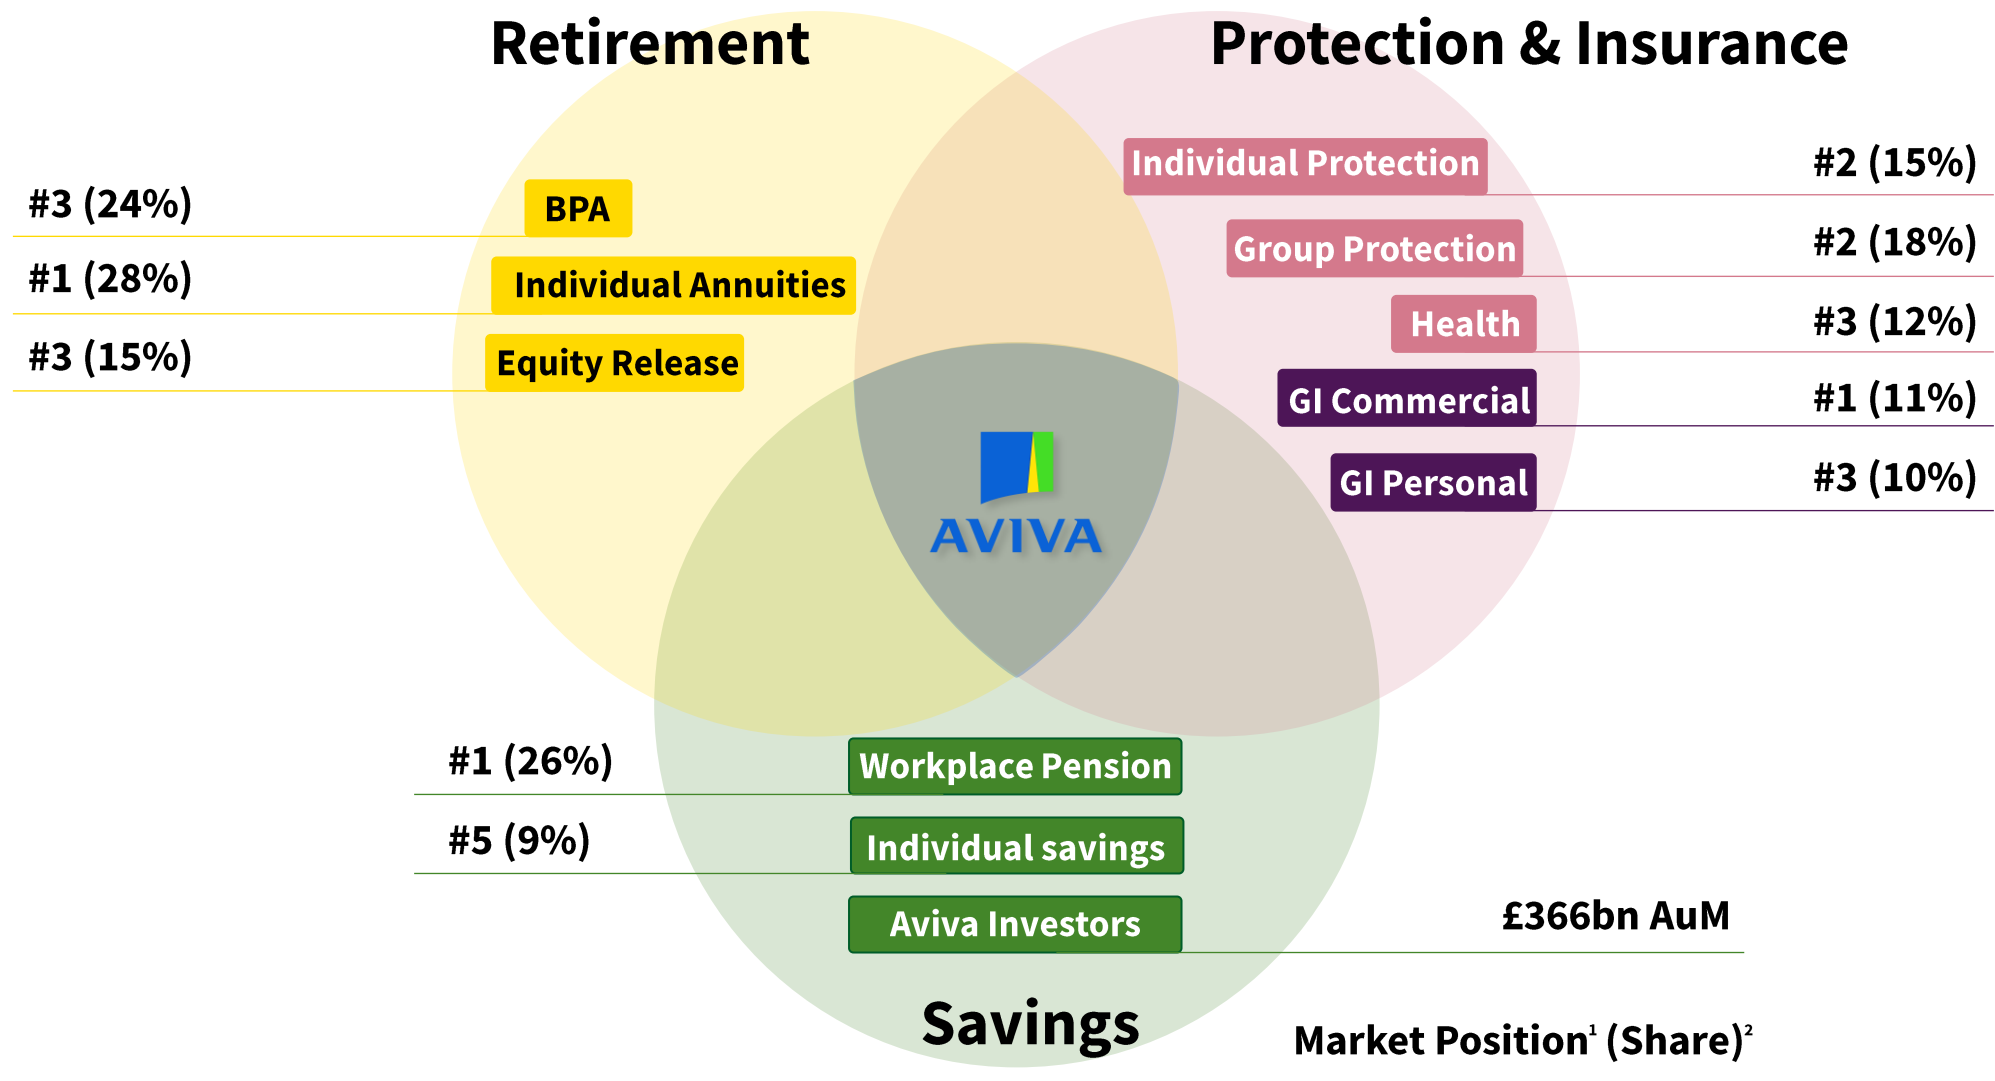 Retirement
Protection & Insurance
#3 (24%)
BPA
#1 (28%)
Individual Annuities
#3 (15%)
Equity Release
Individual Protection
#2 (15%)
Group Protection
#2 (18%)
Health
#3 (12%)
GI Commercial
#1 (11%)
GI Personal
#3 (10%)
AVIVA
#1 (26%)
Workplace Pension
#5 (9%)
Individual savings
Aviva Investors
£366bn AuM
Savings
Market Position¹ (Share)²